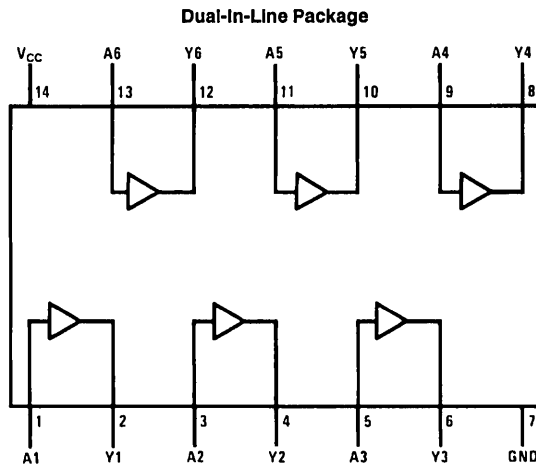 Dual-In-Line Package
VCC A6 Y6 A5 Y5 A4 Y4
14 13 12 11 10 9 8
1 2 3 4 5 6 7
A1 Y1 A2 Y2 A3 Y3 GND